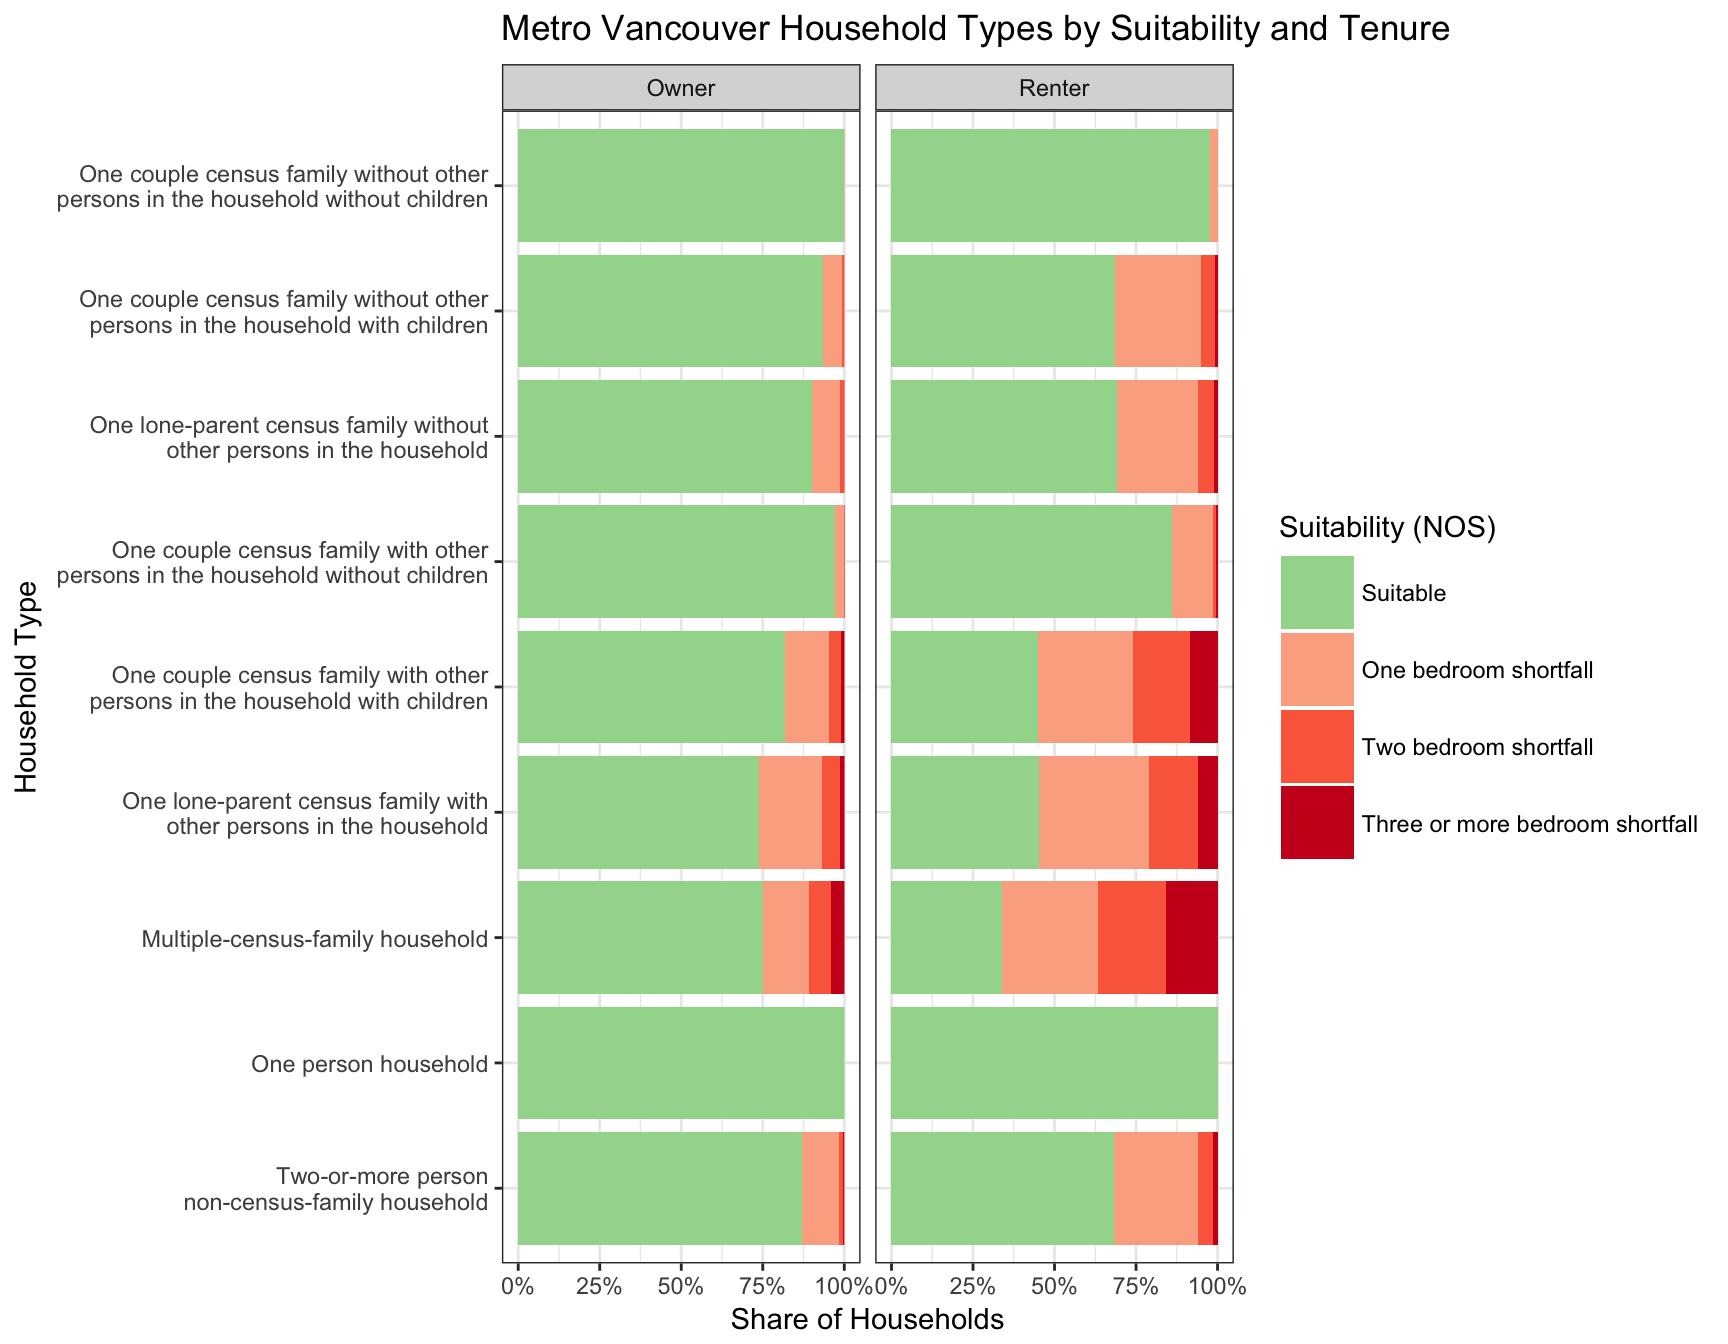 Metro Vancouver Household Types by Suitability and Tenure
Owner
Renter
Household Type
One couple census family without other
persons in the household without children
One couple census family without other
persons in the household with children
One lone-parent census family without
other persons in the household
One couple census family with other
persons in the household without children
One couple census family with other
persons in the household with children
One lone-parent census family with
other persons in the household
Multiple-census-family household
One person household
Two-or-more person
non-census-family household
0% 25% 50% 75% 100%
0% 25% 50% 75% 100%
Share of Households
Suitability (NOS)
Suitable
One bedroom shortfall
Two bedroom shortfall
Three or more bedroom shortfall